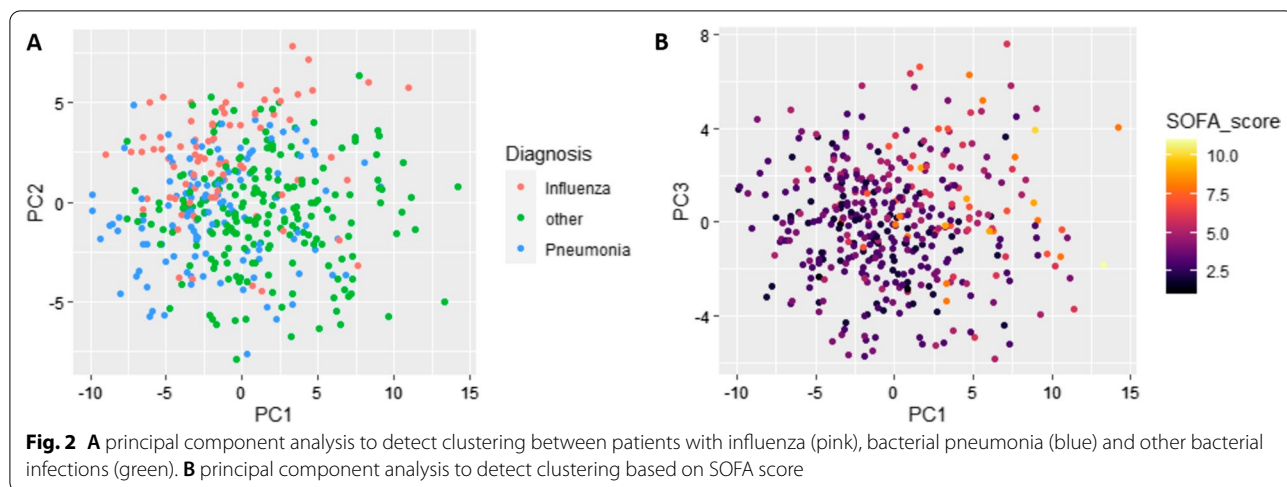 A
B
5
0
-5
PC2
-10
-5
0
5
10
15
PC1
Diagnosis
Influenza
other
Pneumonia
8
4
0
-4
PC3
-10
-5
0
5
10
15
PC1
SOFA_score
10.0
7.5
5.0
2.5
Fig. 2 A principal component analysis to detect clustering between patients with influenza (pink), bacterial pneumonia (blue) and other bacterial
infections (green). B principal component analysis to detect clustering based on SOFA score